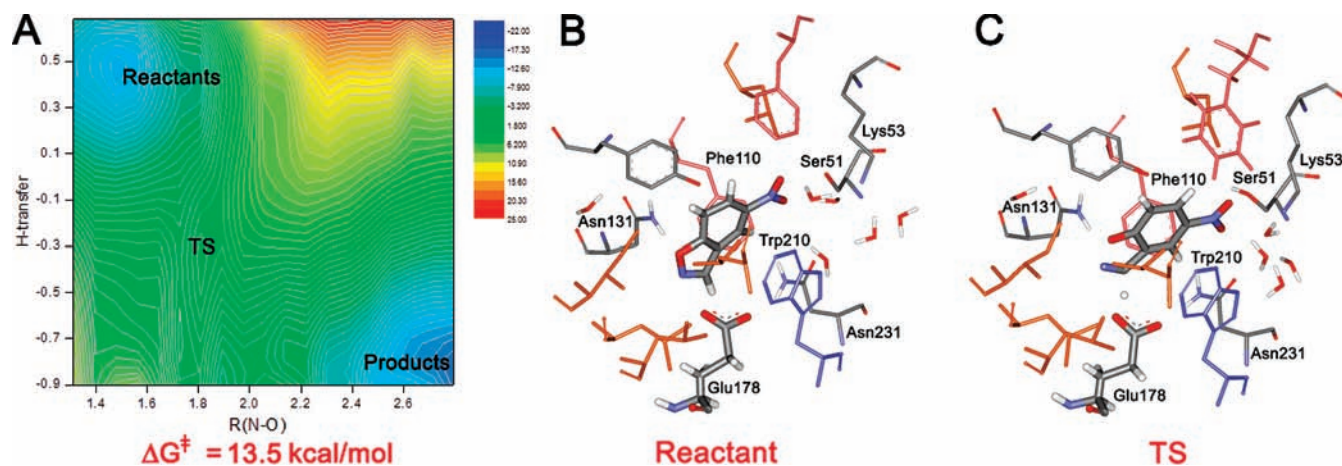 A
B
C
Reactants
TS
Products
0.5
0.3
0.1
-0.1
-0.3
-0.5
-0.7
-0.9
H-transfer
1.4 1.6 1.8 2.0 2.2 2.4 2.6
R(N-O)
-22.00
-17.30
-12.60
-7.900
-3.200
1.500
6.200
10.90
15.60
20.30
25.00
ΔG‡ = 13.5 kcal/mol
Lys53
Phe110
Ser51
Asn131
Trp210
Asn231
Glu178
Reactant
Lys53
Phe110
Ser51
Asn131
Trp210
Asn231
Glu178
TS